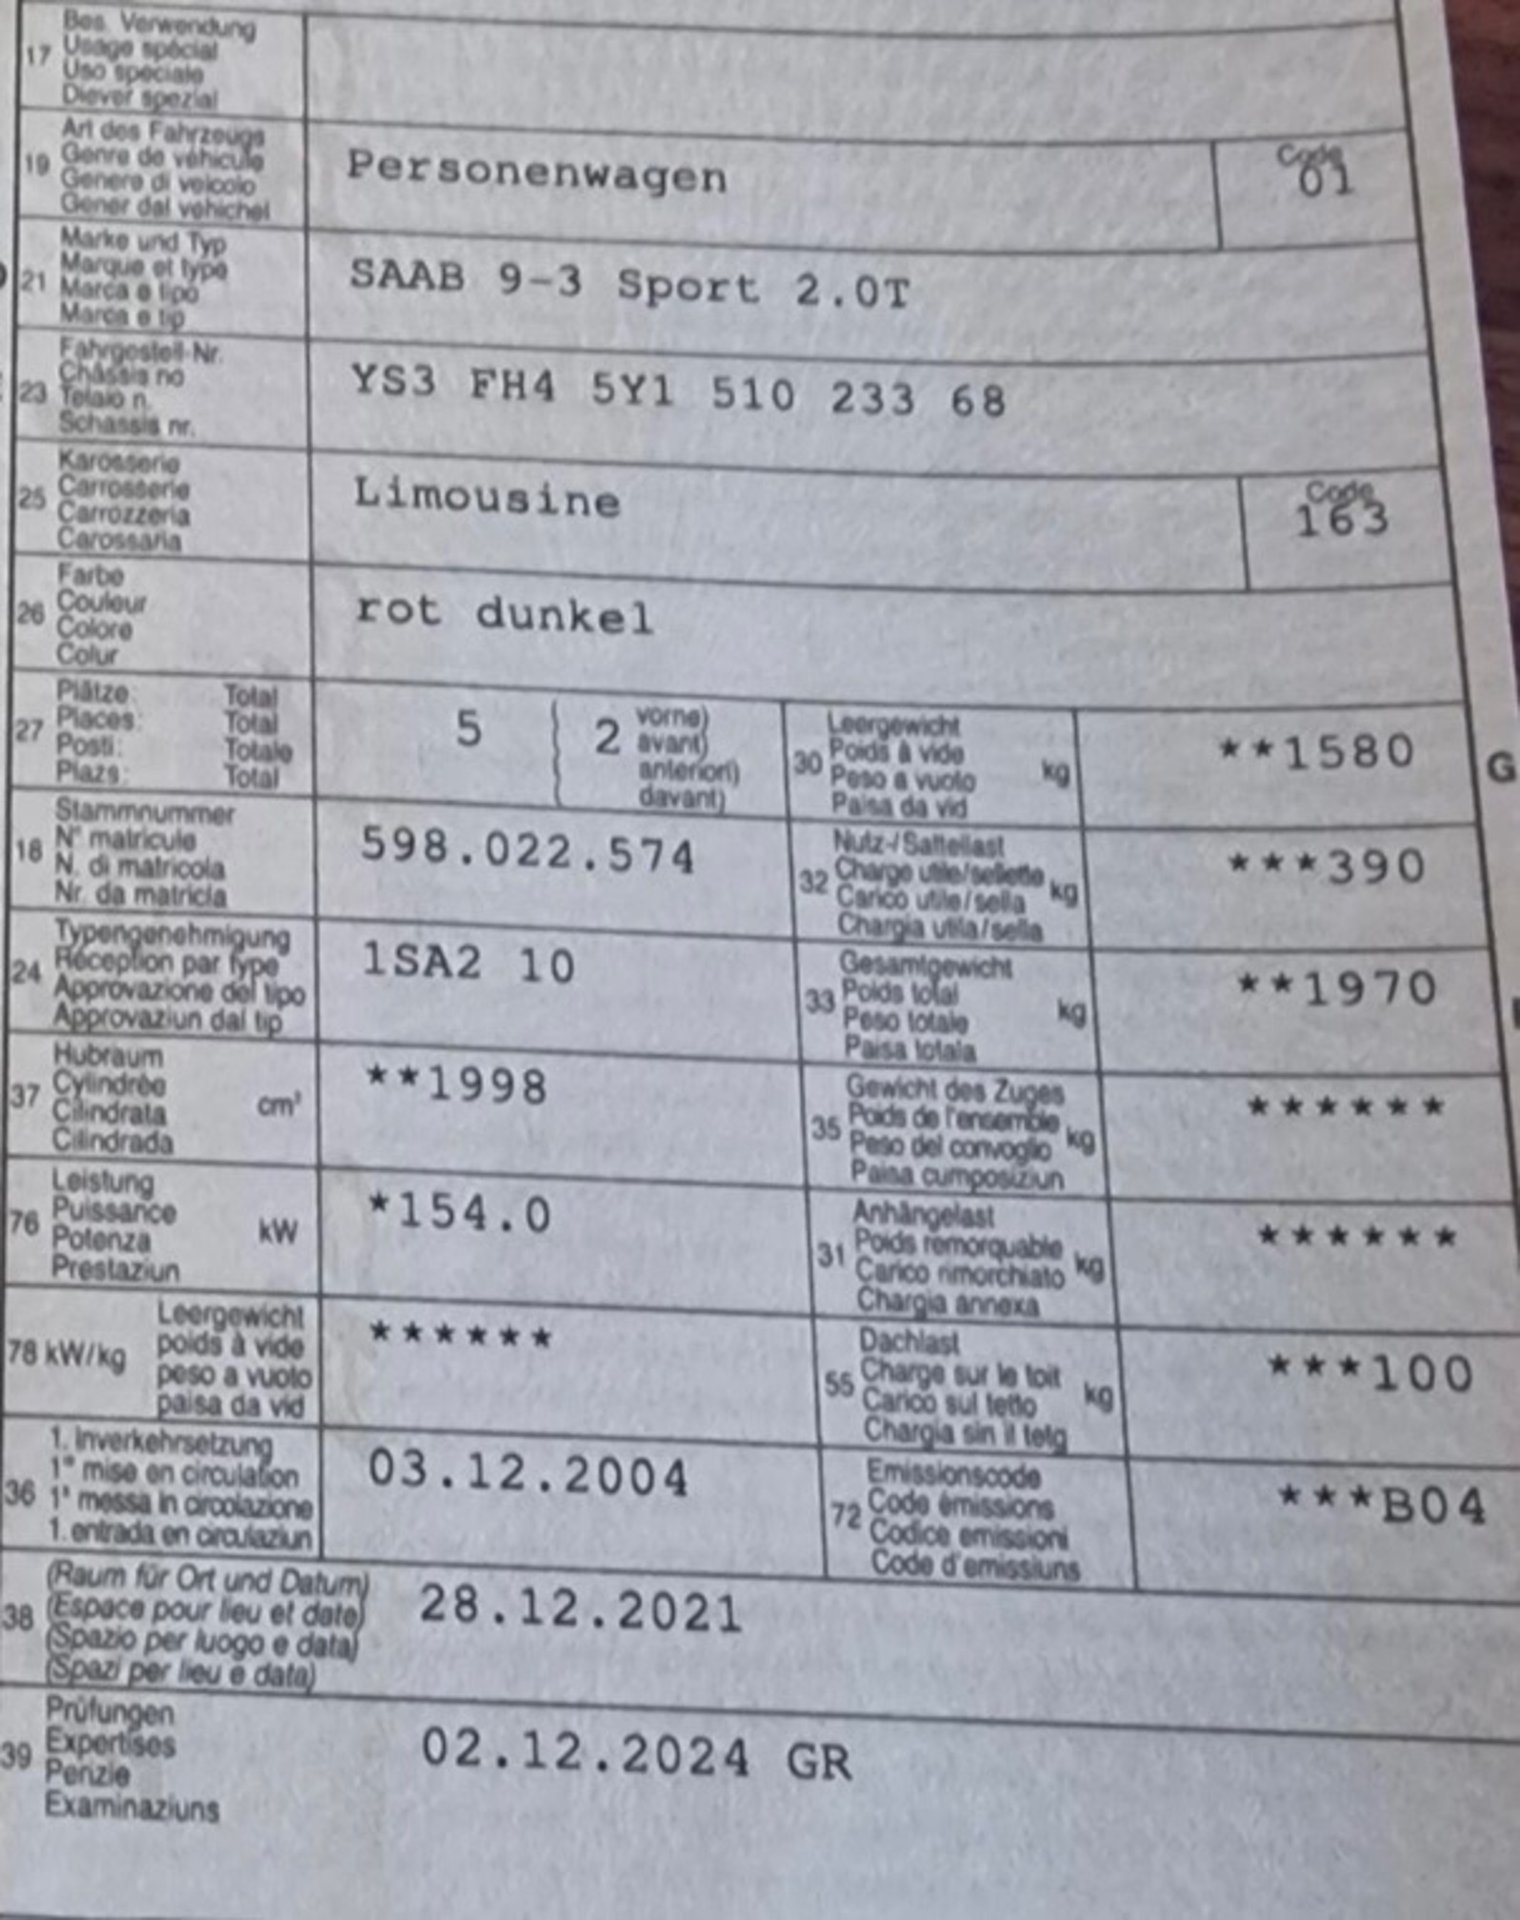 17 Bes. Verwendung
Usage spécial
Uso speciale
Diever spezial
19 Art des Fahrzeugs
Genre de véhicule
Genere di veicolo
Gener dal vehichel
Personenwagen
Code
01
21 Marke und Typ
Marque et type
Marca e tipo
Marca e tip
SAAB 9-3 Sport 2.0T
23 Fahrgestell-Nr.
Châssis no
Telaio n.
Schassis nr.
YS3 FH4 5Y1 510 233 68
25 Karosserie
Carrosserie
Carrozzeria
Carossaria
Limousine
Code
163
26 Farbe
Couleur
Colore
Colur
rot dunkel
27 Plätze: Total
Places: Total
Posti: Totale
Plazs: Total
5 2 vorne)
avant)
anteriori)
davant)
30 Leergewicht
Poids à vide
Peso a vuoto
Paisa da vid
kg
**1580
G
18 Stammnummer
N° matricule
N. di matricola
Nr. da matricla
598.022.574
32 Nutz-/Sattellast
Charge utile/sellette
Carico utile/sella
Chargia utila/sella
kg
***390
24 Typengenehmigung
Réception par type
Approvazione del tipo
Approvaziun dal tip
1SA2 10
33 Gesamtgewicht
Poids total
Peso totale
Paisa totala
kg
**1970
37 Hubraum
Cylindrée
Cilindrata
Cilindrada
cm³
**1998
35 Gewicht des Zuges
Poids de l'ensemble
Peso del convoglio
Paisa cumposiziun
kg
******
76 Leistung
Puissance
Potenza
Prestaziun
kW
*154.0
31 Anhängelast
Poids remorquable
Carico rimorchiato
Chargia annexa
kg
******
78 kW/kg
Leergewicht
poids à vide
peso a vuoto
paisa da vid
******
55 Dachlast
Charge sur le toit
Carico sul tetto
Chargia sin il tetg
kg
***100
36 1. Inverkehrsetzung
1re mise en circulation
1a messa in circolazione
1. entrada en circulaziun
03.12.2004
72 Emissionscode
Code émissions
Codice emissioni
Code d'emissiuns
***B04
38 (Raum für Ort und Datum)
(Espace pour lieu et date)
(Spazio per luogo e data)
(Spazi per lieu e data)
28.12.2021
39 Prüfungen
Expertises
Perizie
Examinaziuns
02.12.2024 GR